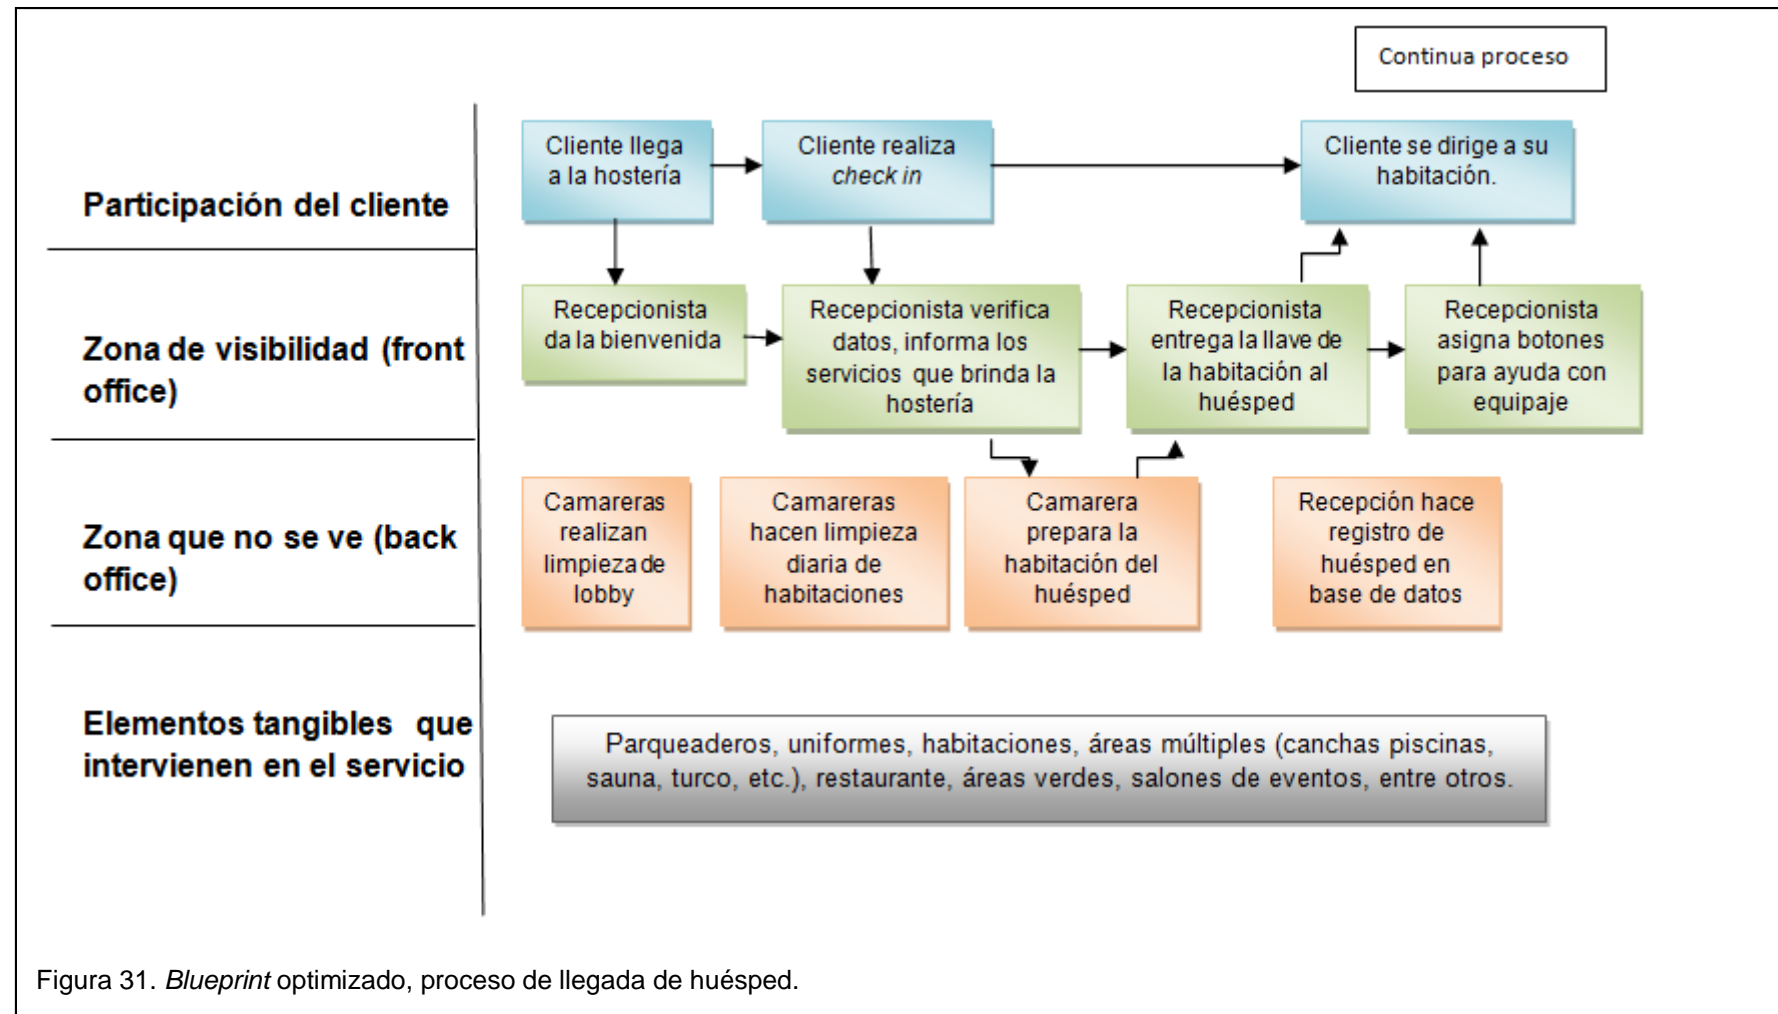 Continua proceso
Participación del cliente
Cliente llega
a la hostería
Cliente realiza
check in
Cliente se dirige a su
habitación.
Zona de visibilidad (front
office)
Recepcionista
da la bienvenida
Recepcionista verifica
datos, informa los
servicios que brinda la
hostería
Recepcionista
entrega la llave de
la habitación al
huésped
Recepcionista
asigna botones
para ayuda con
equipaje
Zona que no se ve (back
office)
Camareras
realizan
limpieza de
lobby
Camareras
hacen limpieza
diaria de
habitaciones
Camarera
prepara la
habitación del
huésped
Recepción hace
registro de
huésped en
base de datos
Elementos tangibles que
intervienen en el servicio
Parqueaderos, uniformes, habitaciones, áreas múltiples (canchas piscinas,
sauna, turco, etc.), restaurante, áreas verdes, salones de eventos, entre otros.
Figura 31. Blueprint optimizado, proceso de llegada de huésped.